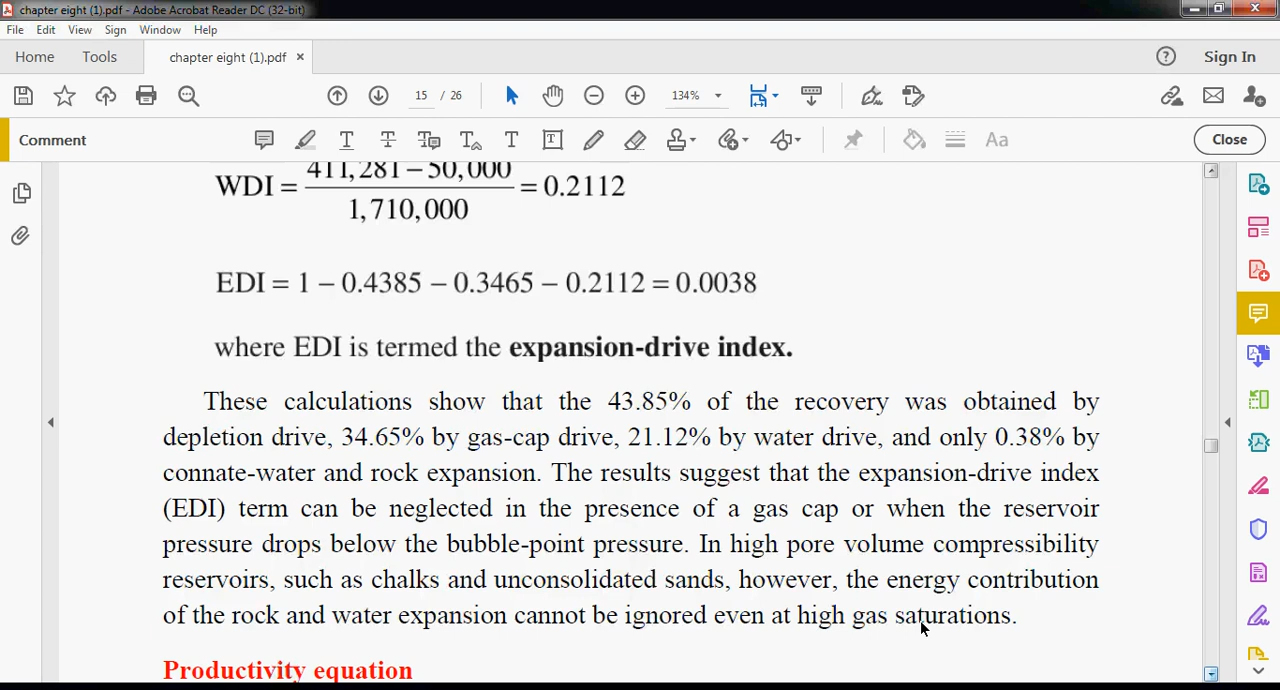 chapter eight (1).pdf - Adobe Acrobat Reader DC (32-bit)
File Edit View Sign Window Help
Home Tools chapter eight (1).pdf × Sign In
15 / 26 134%
Comment Aa Close
411,281 − 50,000
WDI = = 0.2112
1,710,000
EDI = 1 − 0.4385 − 0.3465 − 0.2112 = 0.0038
where EDI is termed the expansion-drive index.
These calculations show that the 43.85% of the recovery was obtained by
depletion drive, 34.65% by gas-cap drive, 21.12% by water drive, and only 0.38% by
connate-water and rock expansion. The results suggest that the expansion-drive index
(EDI) term can be neglected in the presence of a gas cap or when the reservoir
pressure drops below the bubble-point pressure. In high pore volume compressibility
reservoirs, such as chalks and unconsolidated sands, however, the energy contribution
of the rock and water expansion cannot be ignored even at high gas saturations.
Productivity equation